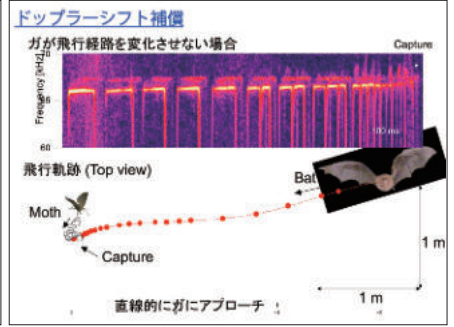 ドップラーシフト補償
ガが飛行経路を変化させない場合
70
Capture
Frequency [kHz]
65
60
100 ms
飛行軌跡 (Top view)
Bat
Moth
Capture
1 m
1 m
直線的にガにアプローチ